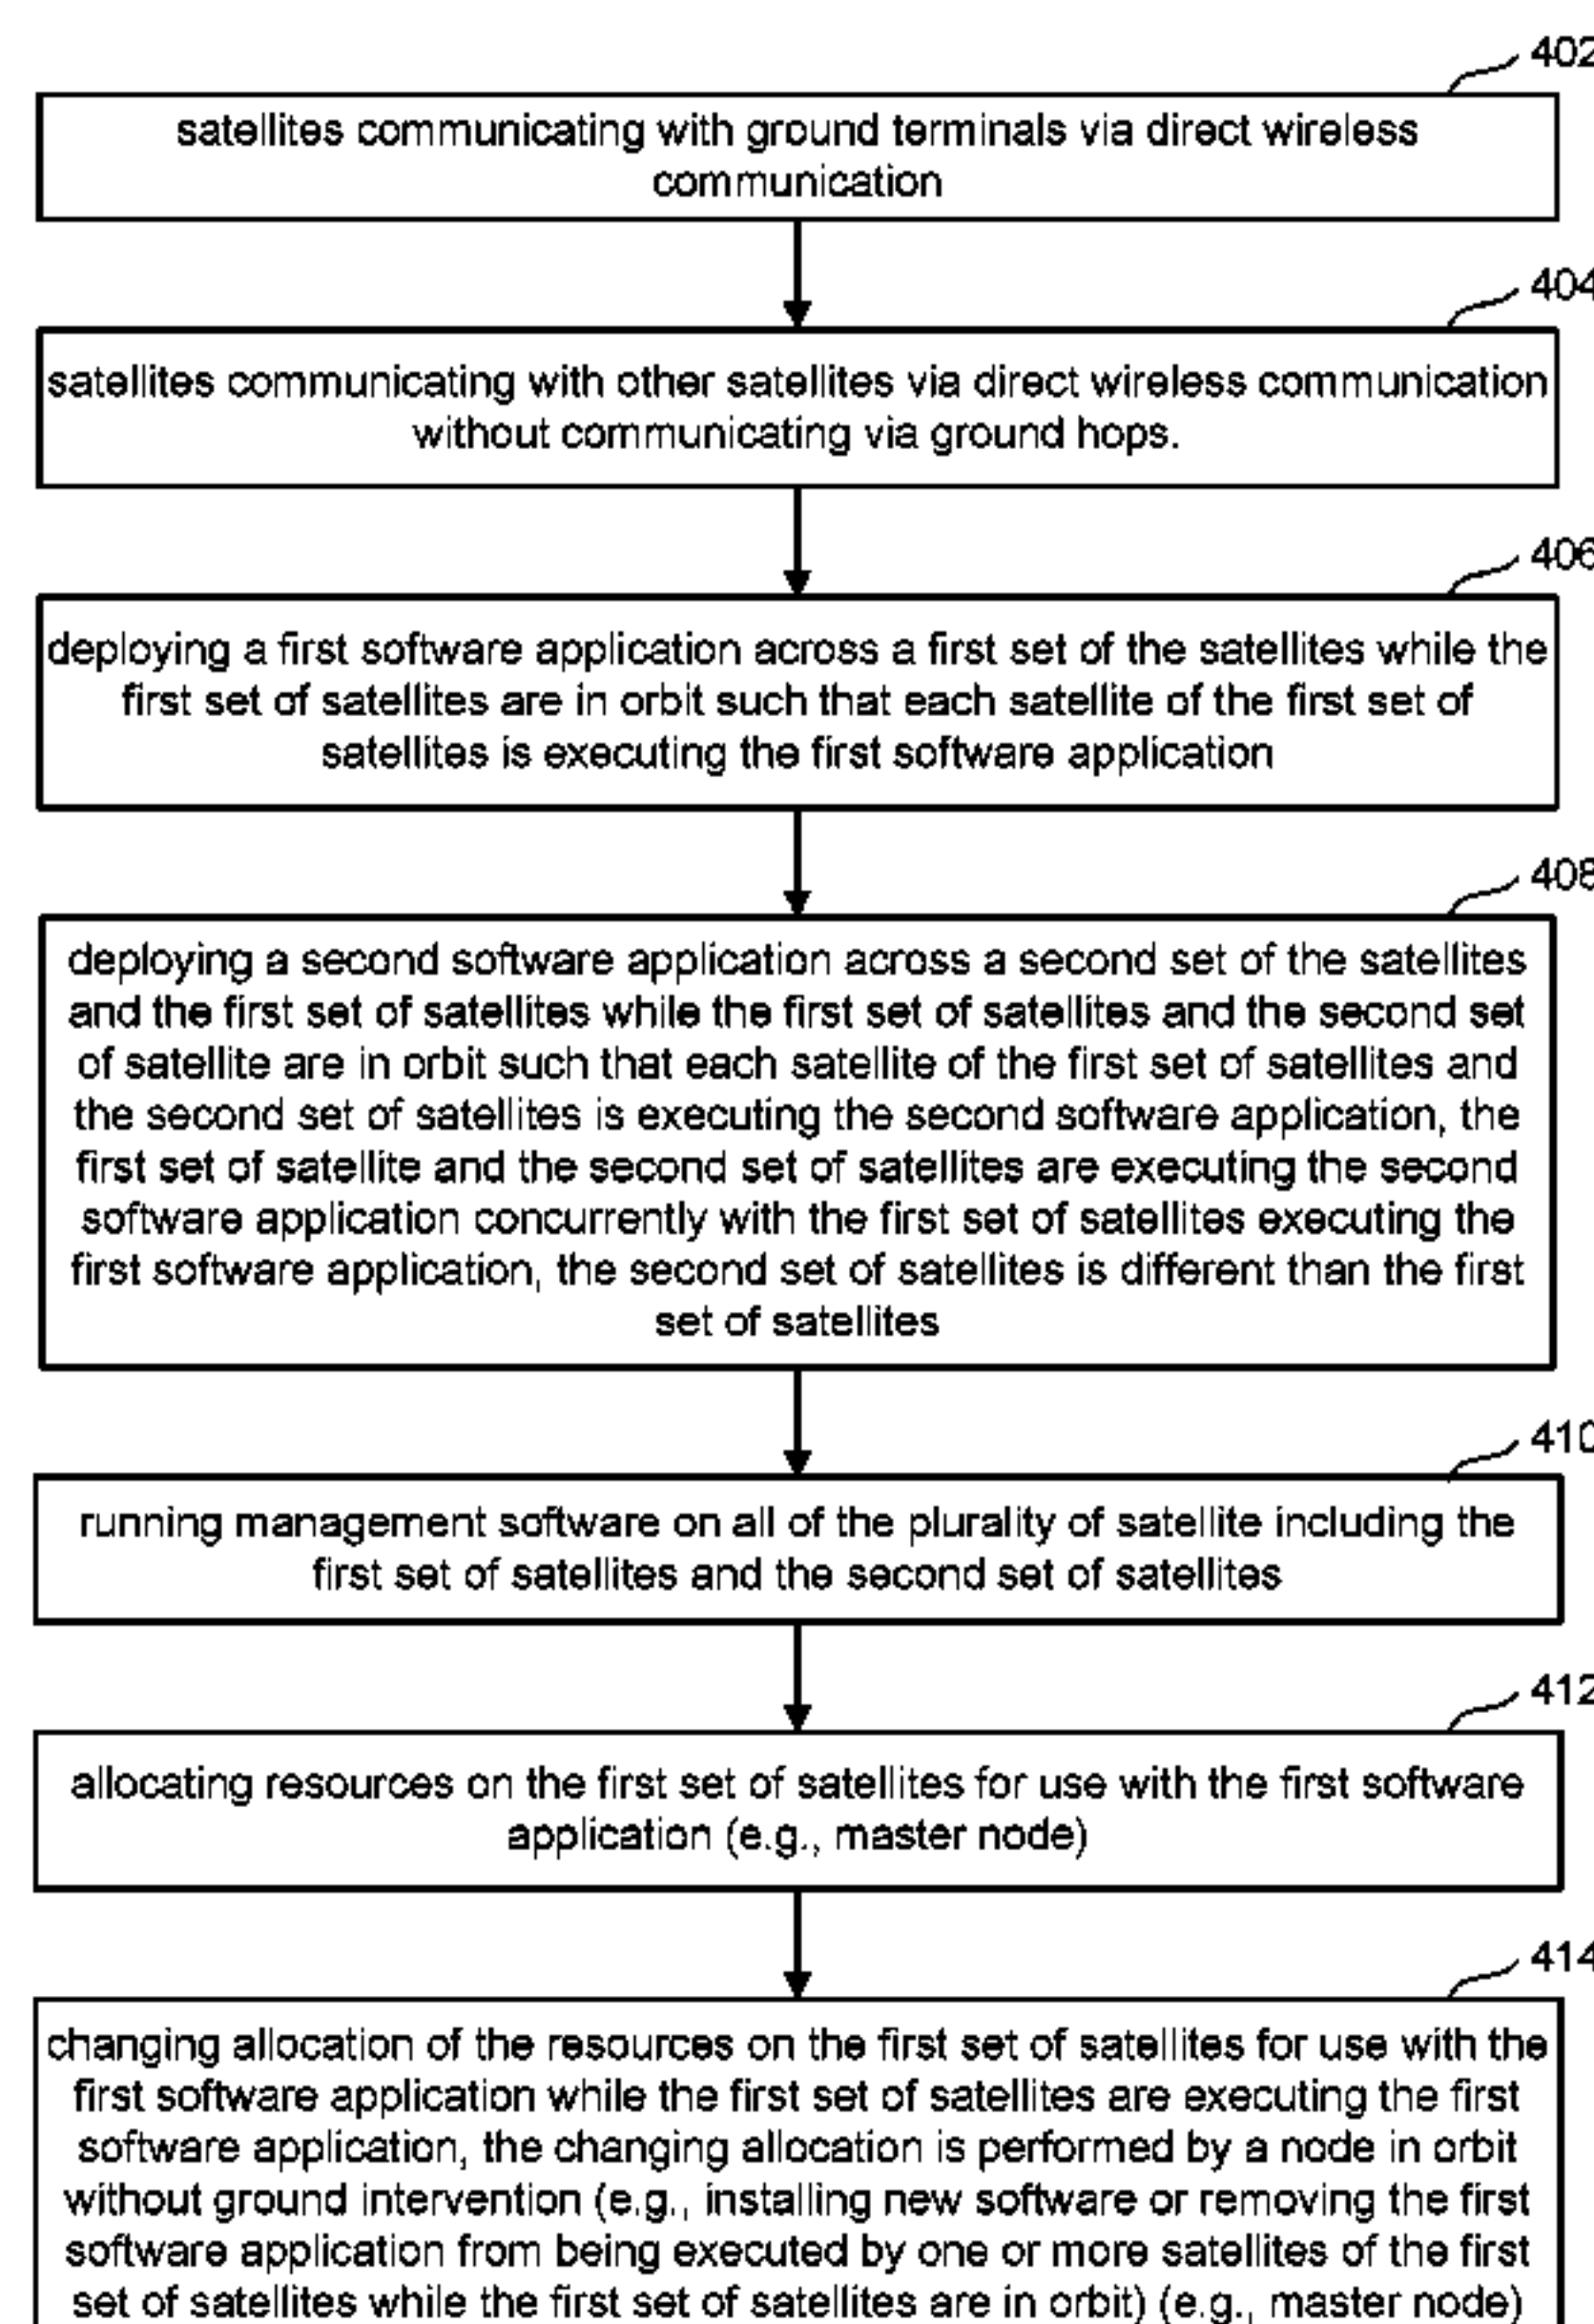 402
satellites communicating with ground terminals via direct wireless
communication
404
satellites communicating with other satellites via direct wireless communication
without communicating via ground hops.
406
deploying a first software application across a first set of the satellites while the
first set of satellites are in orbit such that each satellite of the first set of
satellites is executing the first software application
408
deploying a second software application across a second set of the satellites
and the first set of satellites while the first set of satellites and the second set
of satellite are in orbit such that each satellite of the first set of satellites and
the second set of satellites is executing the second software application, the
first set of satellite and the second set of satellites are executing the second
software application concurrently with the first set of satellites executing the
first software application, the second set of satellites is different than the first
set of satellites
410
running management software on all of the plurality of satellite including the
first set of satellites and the second set of satellites
412
allocating resources on the first set of satellites for use with the first software
application (e.g., master node)
414
changing allocation of the resources on the first set of satellites for use with the
first software application while the first set of satellites are executing the first
software application, the changing allocation is performed by a node in orbit
without ground intervention (e.g., installing new software or removing the first
software application from being executed by one or more satellites of the first
set of satellites while the first set of satellites are in orbit) (e.g., master node)